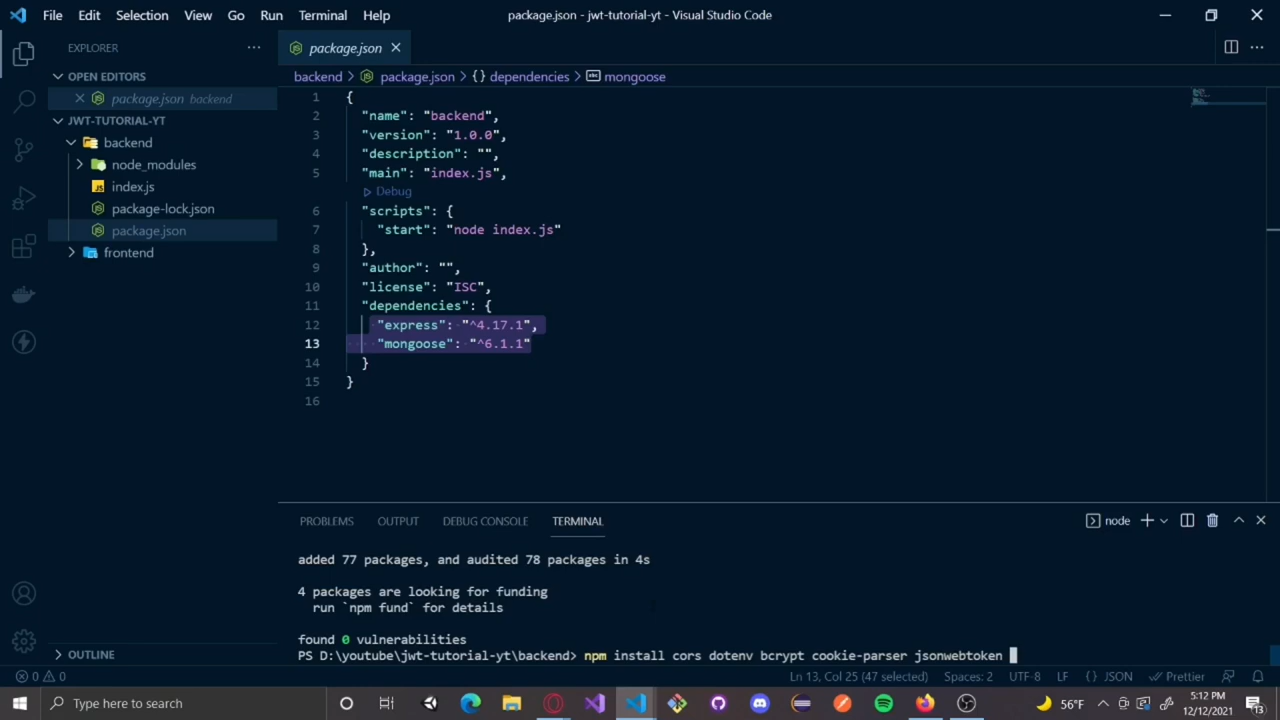 File Edit Selection View Go Run Terminal Help
package.json - jwt-tutorial-yt - Visual Studio Code
EXPLORER
OPEN EDITORS
package.json backend
JWT-TUTORIAL-YT
backend
node_modules
index.js
package-lock.json
package.json
frontend
OUTLINE
package.json
backend > package.json > {} dependencies > mongoose
1 {
2 "name": "backend",
3 "version": "1.0.0",
4 "description": "",
5 "main": "index.js",
Debug
6 "scripts": {
7 "start": "node index.js"
8 },
9 "author": "",
10 "license": "ISC",
11 "dependencies": {
12 "express": "^4.17.1",
13 "mongoose": "^6.1.1"
14 }
15 }
16
PROBLEMS OUTPUT DEBUG CONSOLE TERMINAL
node
added 77 packages, and audited 78 packages in 4s
4 packages are looking for funding
run `npm fund` for details
found 0 vulnerabilities
PS D:\youtube\jwt-tutorial-yt\backend> npm install cors dotenv bcrypt cookie-parser jsonwebtoken
0 0 Ln 13, Col 25 (47 selected) Spaces: 2 UTF-8 LF {} JSON Prettier
Type here to search
56°F
5:12 PM
12/12/2021
13